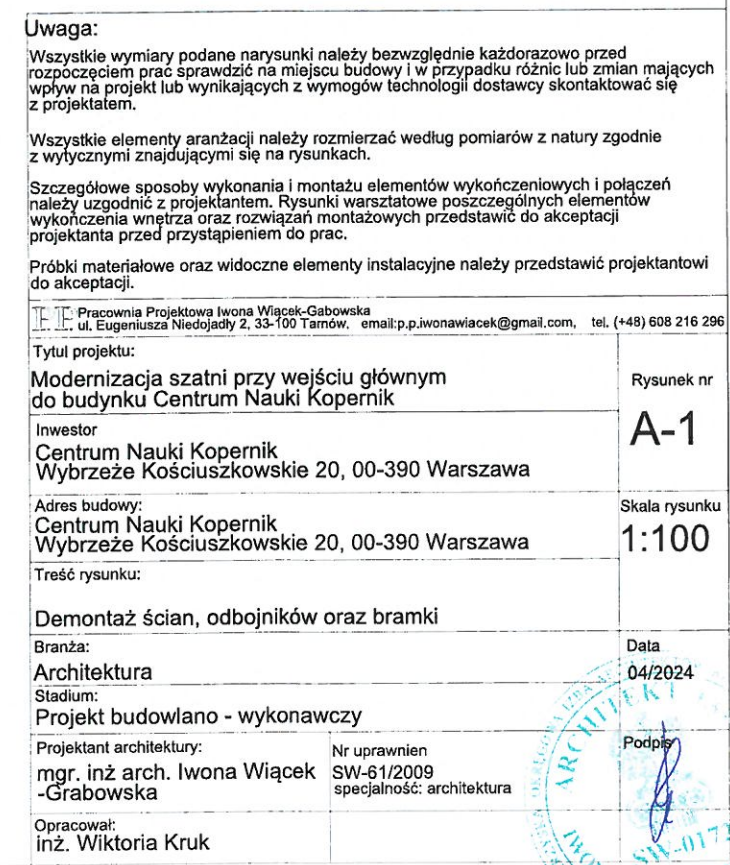 Uwaga:
Wszystkie wymiary podane narysunki należy bezwzględnie każdorazowo przed
rozpoczęciem prac sprawdzić na miejscu budowy i w przypadku różnic lub zmian mających
wpływ na projekt lub wynikających z wymogów technologii dostawcy skontaktować się
z projektatem.
Wszystkie elementy aranżacji należy rozmierzać według pomiarów z natury zgodnie
z wytycznymi znajdującymi się na rysunkach.
Szczegółowe sposoby wykonania i montażu elementów wykończeniowych i połączeń
należy uzgodnić z projektantem. Rysunki warsztatowe poszczególnych elementów
wykończenia wnętrza oraz rozwiązań montażowych przedstawić do akceptacji
projektanta przed przystąpieniem do prac.
Próbki materiałowe oraz widoczne elementy instalacyjne należy przedstawić projektantowi
do akceptacji.
Pracownia Projektowa Iwona Wiącek-Gabowska
ul. Eugeniusza Niedojadły 2, 33-100 Tarnów, email:p.p.iwonawiacek@gmail.com, tel. (+48) 608 216 296
Tytul projektu:
Modernizacja szatni przy wejściu głównym
do budynku Centrum Nauki Kopernik
Rysunek nr
A-1
Inwestor
Centrum Nauki Kopernik
Wybrzeże Kościuszkowskie 20, 00-390 Warszawa
Adres budowy:
Centrum Nauki Kopernik
Wybrzeże Kościuszkowskie 20, 00-390 Warszawa
Skala rysunku
1:100
Treść rysunku:
Demontaż ścian, odbojników oraz bramki
Branża:
Architektura
Data
04/2024
Stadium:
Projekt budowlano - wykonawczy
Projektant architektury:
mgr. inż arch. Iwona Wiącek
-Grabowska
Nr uprawnien
SW-61/2009
specjalność: architektura
Podpis
Opracował:
inż. Wiktoria Kruk
ARCHITEKT